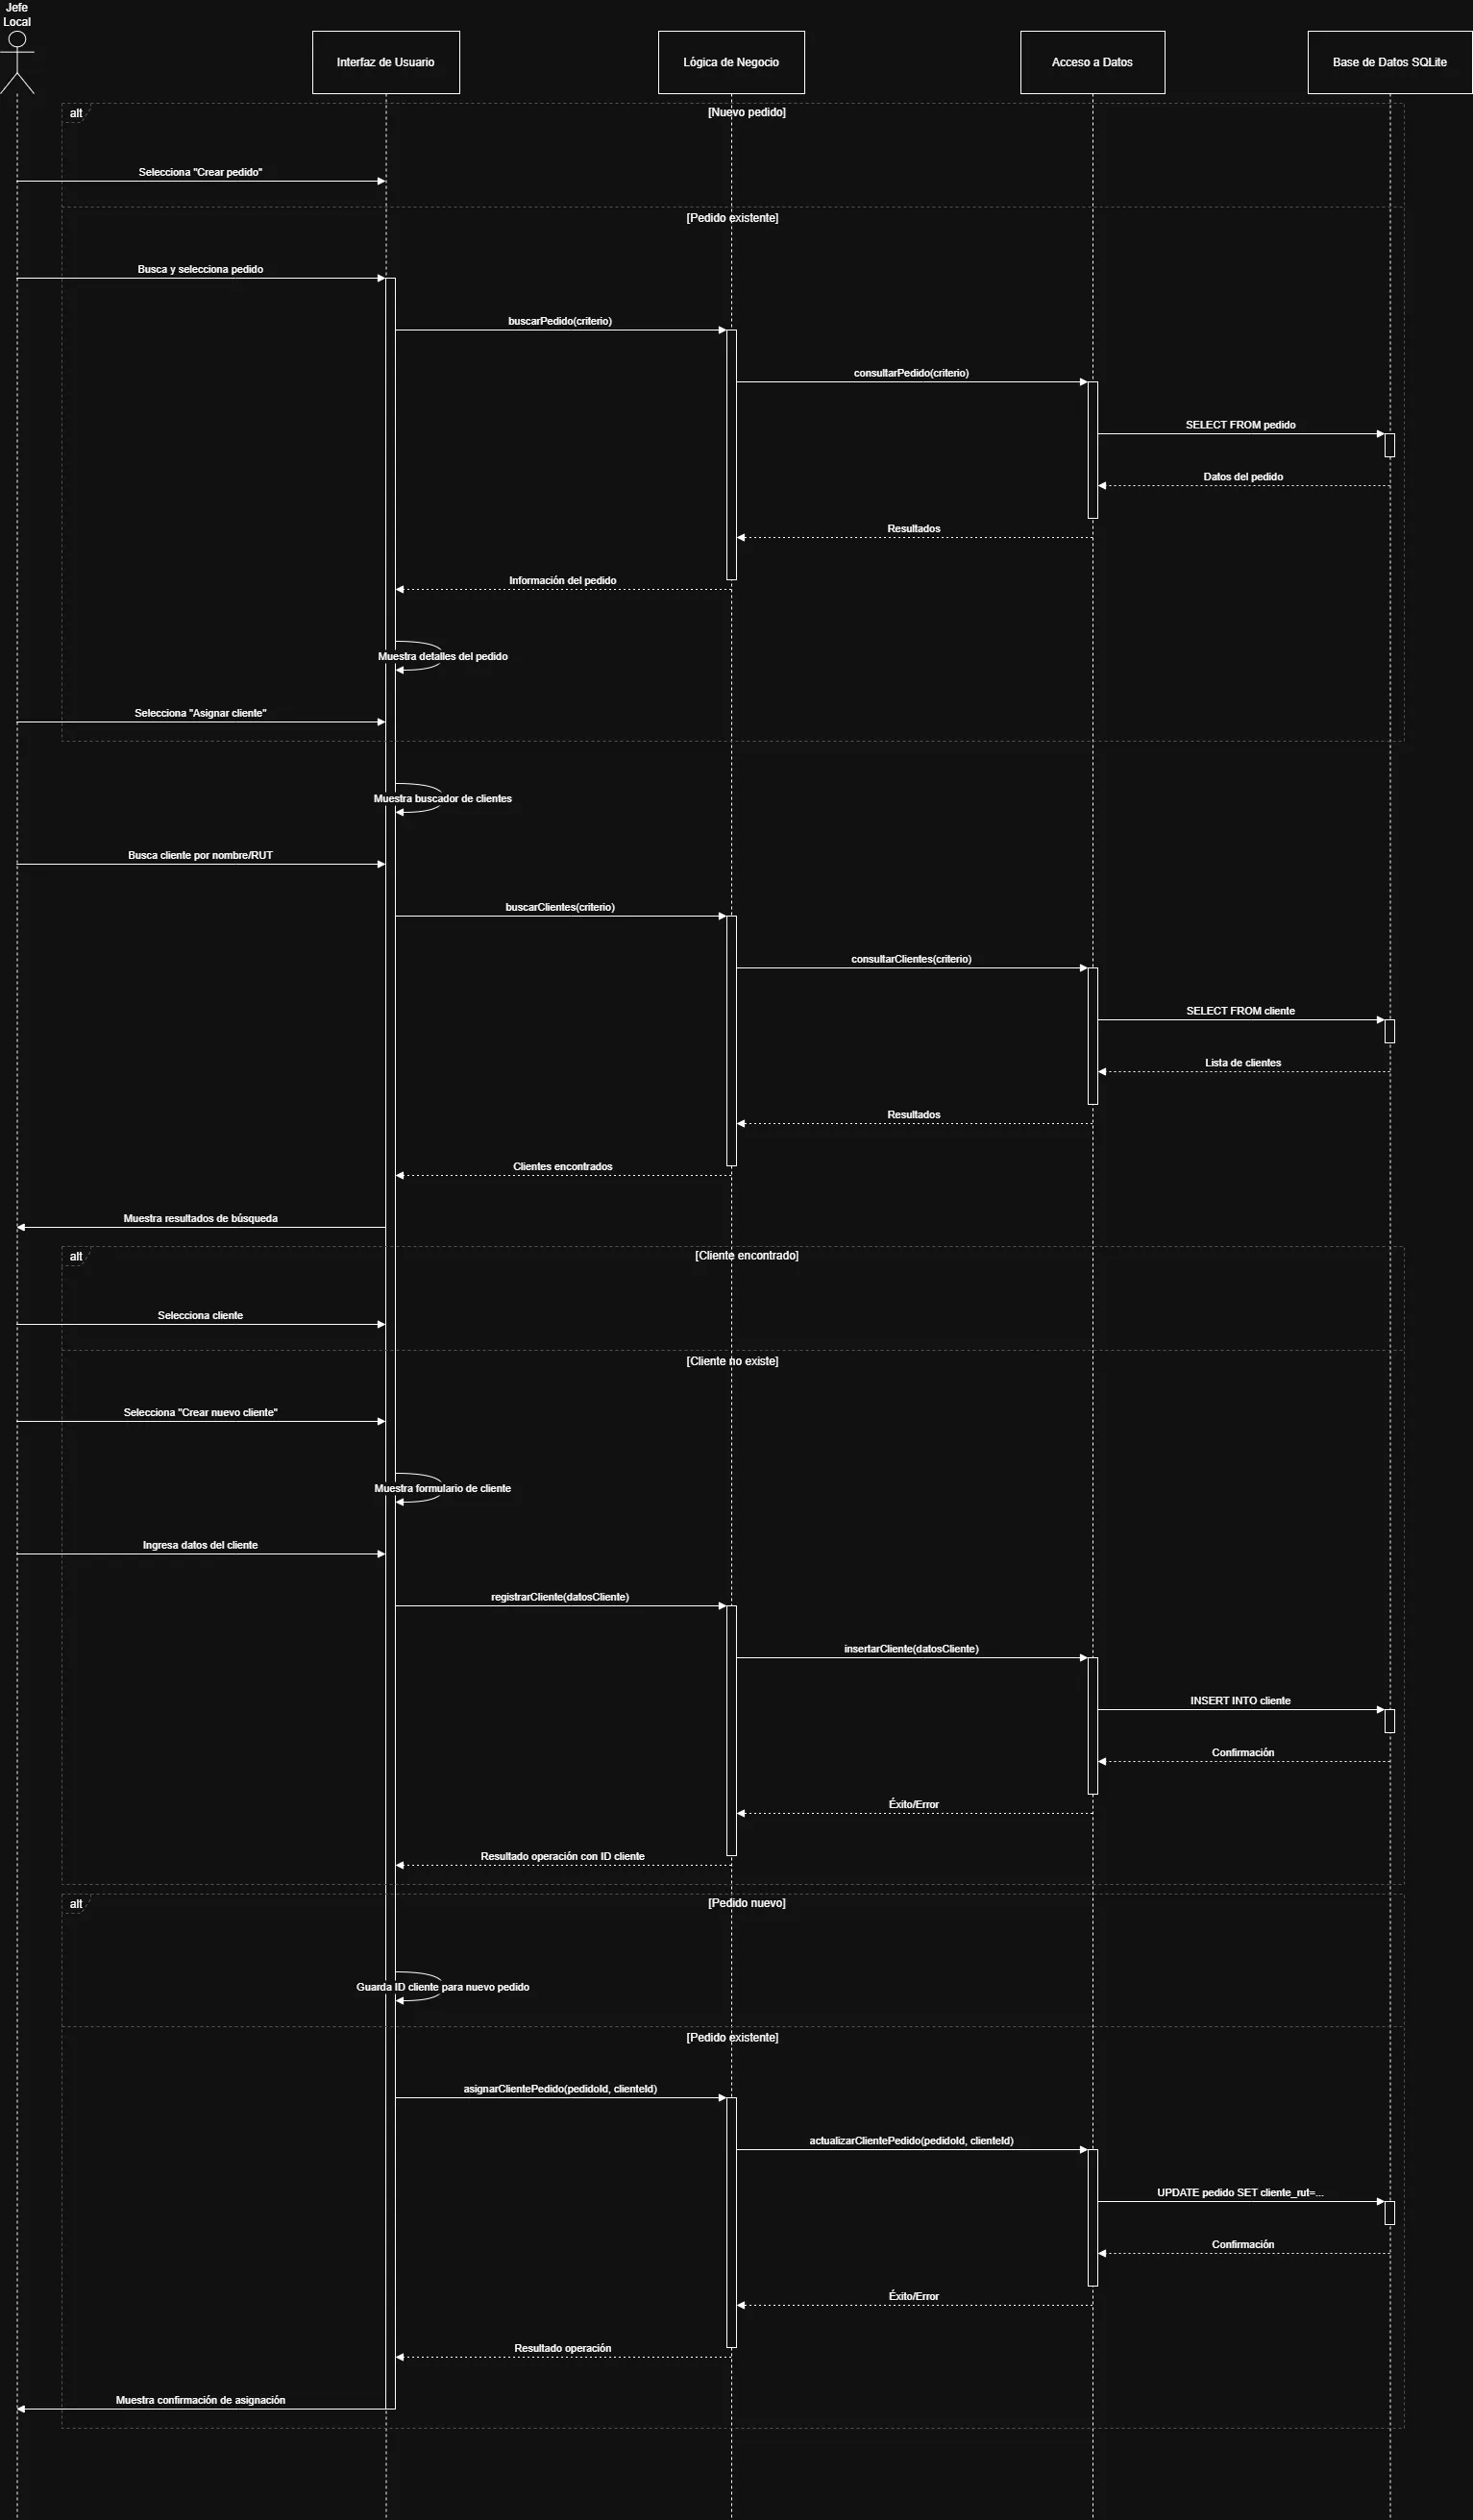 Jefe
Local
Interfaz de Usuario
Lógica de Negocio
Acceso a Datos
Base de Datos SQLite
alt
[Nuevo pedido]
Selecciona "Crear pedido"
[Pedido existente]
Busca y selecciona pedido
buscarPedido(criterio)
consultarPedido(criterio)
SELECT FROM pedido
Datos del pedido
Resultados
Información del pedido
Muestra detalles del pedido
Selecciona "Asignar cliente"
Muestra buscador de clientes
Busca cliente por nombre/RUT
buscarClientes(criterio)
consultarClientes(criterio)
SELECT FROM cliente
Lista de clientes
Resultados
Clientes encontrados
Muestra resultados de búsqueda
alt
[Cliente encontrado]
Selecciona cliente
[Cliente no existe]
Selecciona "Crear nuevo cliente"
Muestra formulario de cliente
Ingresa datos del cliente
registrarCliente(datosCliente)
insertarCliente(datosCliente)
INSERT INTO cliente
Confirmación
Éxito/Error
Resultado operación con ID cliente
alt
[Pedido nuevo]
Guarda ID cliente para nuevo pedido
[Pedido existente]
asignarClientePedido(pedidoId, clienteId)
actualizarClientePedido(pedidoId, clienteId)
UPDATE pedido SET cliente_rut=...
Confirmación
Éxito/Error
Resultado operación
Muestra confirmación de asignación